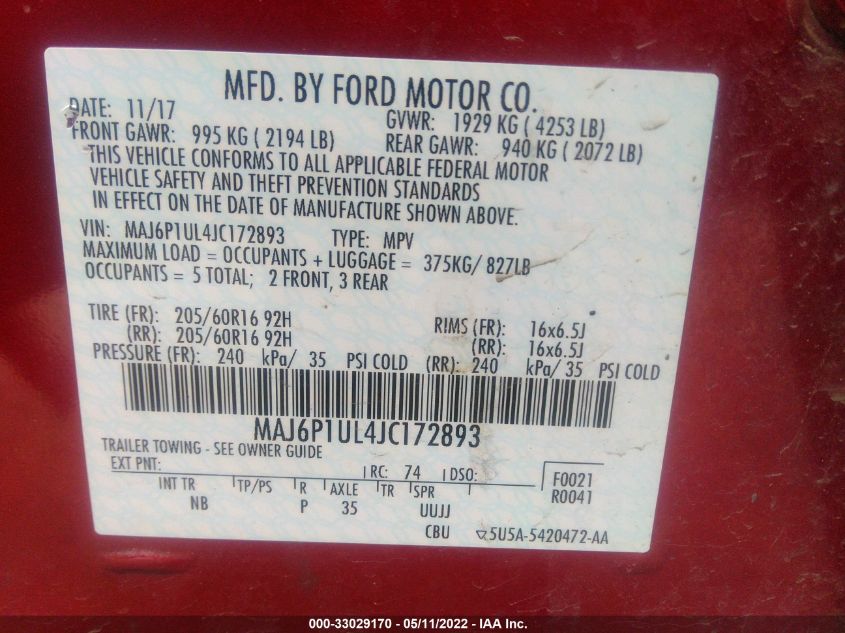 MFD. BY FORD MOTOR CO.
DATE: 11/17 GVWR: 1929 KG ( 4253 LB)
FRONT GAWR: 995 KG ( 2194 LB) REAR GAWR: 940 KG ( 2072 LB)
THIS VEHICLE CONFORMS TO ALL APPLICABLE FEDERAL MOTOR
VEHICLE SAFETY AND THEFT PREVENTION STANDARDS
IN EFFECT ON THE DATE OF MANUFACTURE SHOWN ABOVE.
VIN: MAJ6P1UL4JC172893 TYPE: MPV
MAXIMUM LOAD = OCCUPANTS + LUGGAGE = 375KG/ 827LB
OCCUPANTS = 5 TOTAL; 2 FRONT, 3 REAR
TIRE (FR): 205/60R16 92H RIMS (FR): 16x6.5J
(RR): 205/60R16 92H (RR): 16x6.5J
PRESSURE (FR): 240 kPa/ 35 PSI COLD (RR): 240 kPa/ 35 PSI COLD
MAJ6P1UL4JC172893
TRAILER TOWING - SEE OWNER GUIDE
EXT PNT: RC: 74 DSO: F0021
R0041
INT TR TP/PS R AXLE TR SPR
NB P 35 UUJJ
CBU 5U5A-5420472-AA
000-33029170 - 05/11/2022 - IAA Inc.